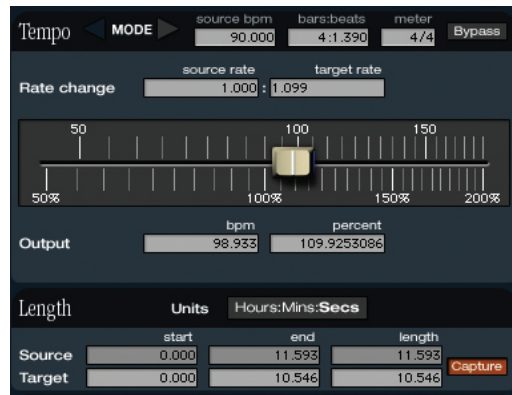 source bpm bars:beats meter
Tempo MODE 90.000 4:1.390 4/4 Bypass
source rate target rate
Rate change 1.000 : 1.099
50 100 150
50% 100% 150% 200%
bpm percent
Output 98.933 109.9253086
Length Units Hours:Mins:Secs
start end length
Source 0.000 11.593 11.593
Capture
Target 0.000 10.546 10.546